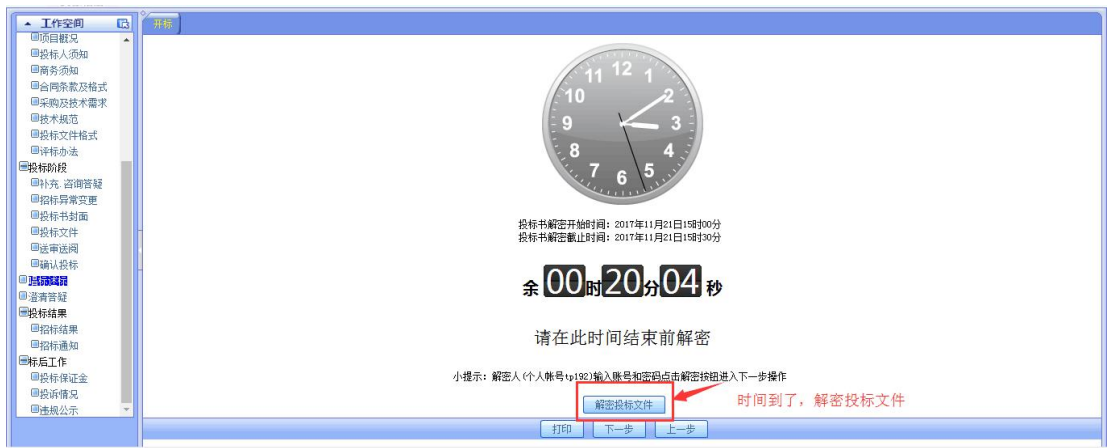 工作空间
项目概况
投标人须知
商务须知
合同条款及格式
采购及技术需求
技术规范
投标文件格式
评标办法
投标阶段
补充.咨询答疑
招标异常变更
投标书封面
投标文件
送审送阅
确认投标
澄清答疑
投标结果
招标结果
招标通知
标后工作
投标保证金
投诉情况
违规公示
开标
12
11
1
10
2
9
3
8
4
7
6
5
投标书解密开始时间：2017年11月21日15时00分
投标书解密截止时间：2017年11月21日15时30分
余 00 时 20 分 04 秒
请在此时间结束前解密
小提示：解密人(个人帐号tp192)输入账号和密码点击解密按钮进入下一步操作
解密投标文件
时间到了，解密投标文件
打印 下一步 上一步